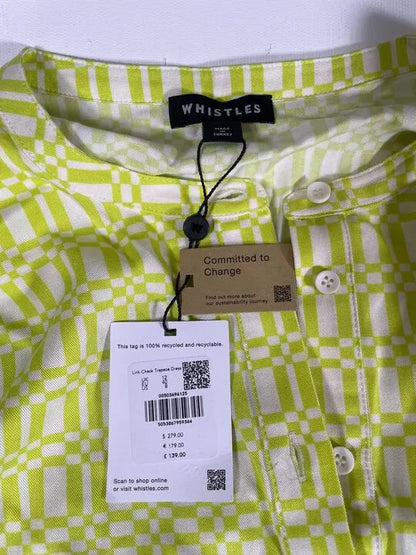 WHISTLES
MADE
IN
TURKEY
Committed to
Change
Find out more about
our sustainability journey
This tag is 100% recycled and recyclable.
Link Check Trapeze Dress
12
00503696125
5053867959344
$ 279.00
€ 179.00
£ 139.00
Scan to shop online
or visit whistles.com